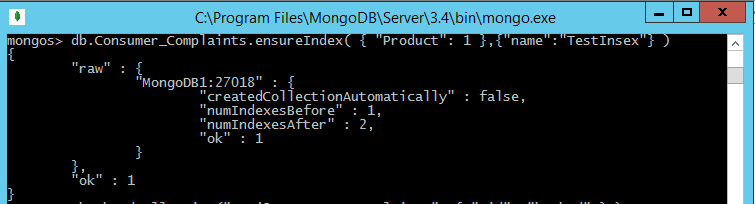 C:\Program Files\MongoDB\Server\3.4\bin\mongo.exe
mongos> db.Consumer_Complaints.ensureIndex( { "Product": 1 },{"name":"TestInsex"} )
{
        "raw" : {
                "MongoDB1:27018" : {
                        "createdCollectionAutomatically" : false,
                        "numIndexesBefore" : 1,
                        "numIndexesAfter" : 2,
                        "ok" : 1
                }
        },
        "ok" : 1
}